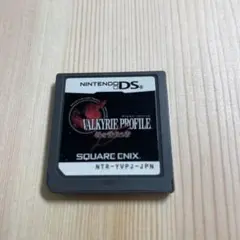 NINTENDO DS
VALKYRIE PROFILE
SQUARE ENIX
NTR-YVPJ-JPN